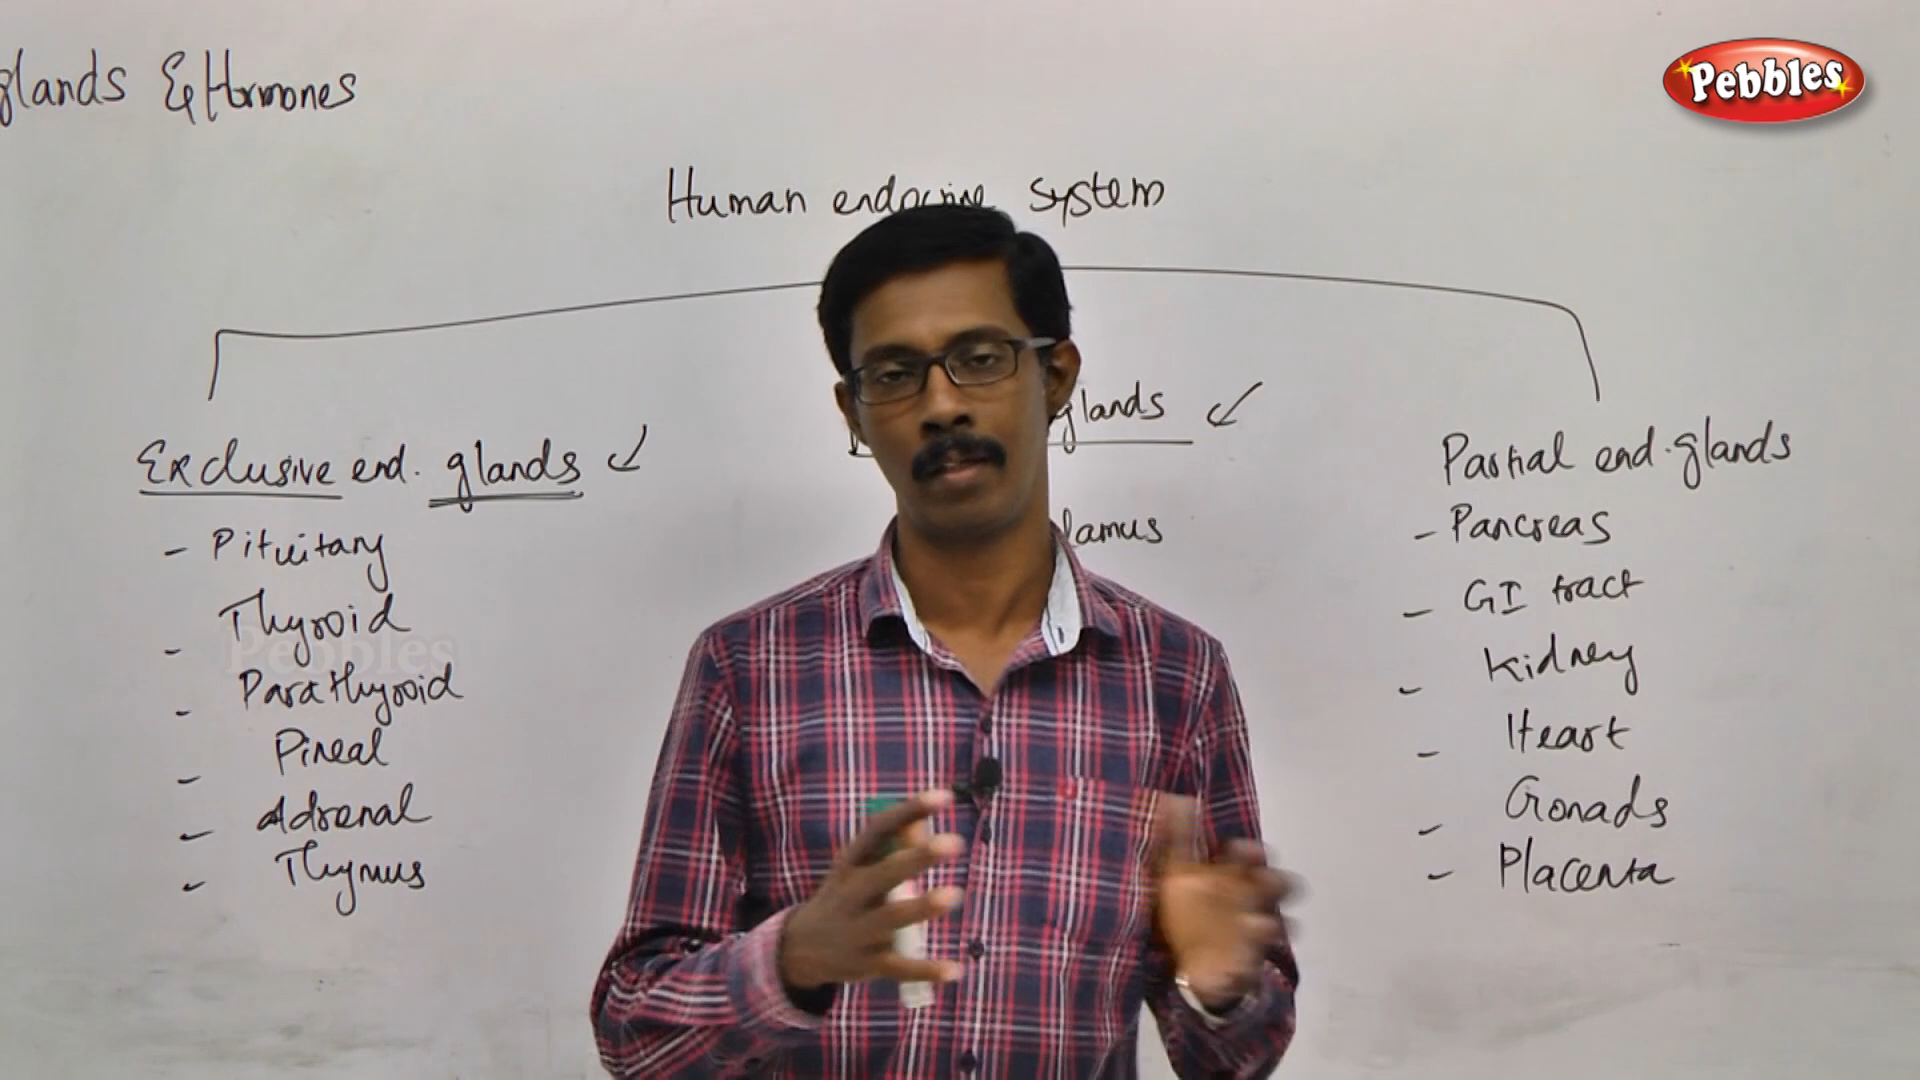 glands & Hormones
Pebbles
Human endocrine system
Exclusive end. glands
- Pituitary
- Thyroid
Pebbles
- Parathyroid
- Pineal
- Adrenal
- Thymus
glands
lamus
Partial end. glands
- Pancreas
- GI tract
- Kidney
- Heart
- Gonads
- Placenta